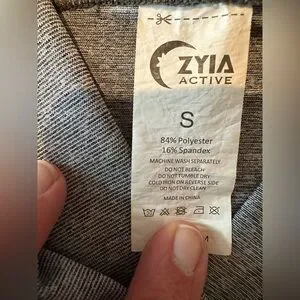 ZYIA
ACTIVE
S
84% Polyester
16% Spandex
MACHINE WASH SEPARATELY
DO NOT BLEACH
DO NOT TUMBLE DRY
COLD IRON ON REVERSE SIDE
DO NOT DRY CLEAN
MADE IN CHINA
M